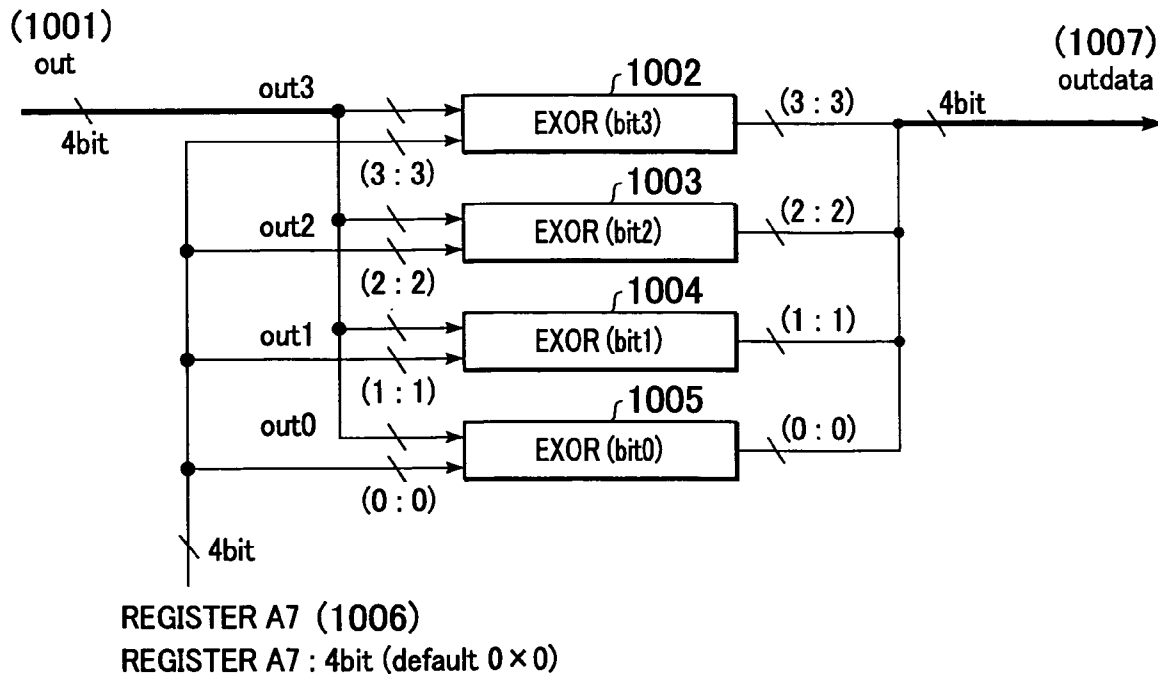 (1001)
out
4bit
out3
(3 : 3)
1002
EXOR (bit3)
(3 : 3)
(1007)
outdata
4bit
out2
(2 : 2)
1003
EXOR (bit2)
(2 : 2)
out1
(1 : 1)
1004
EXOR (bit1)
(1 : 1)
out0
(0 : 0)
1005
EXOR (bit0)
(0 : 0)
4bit
REGISTER A7 (1006)
REGISTER A7 : 4bit (default 0×0)